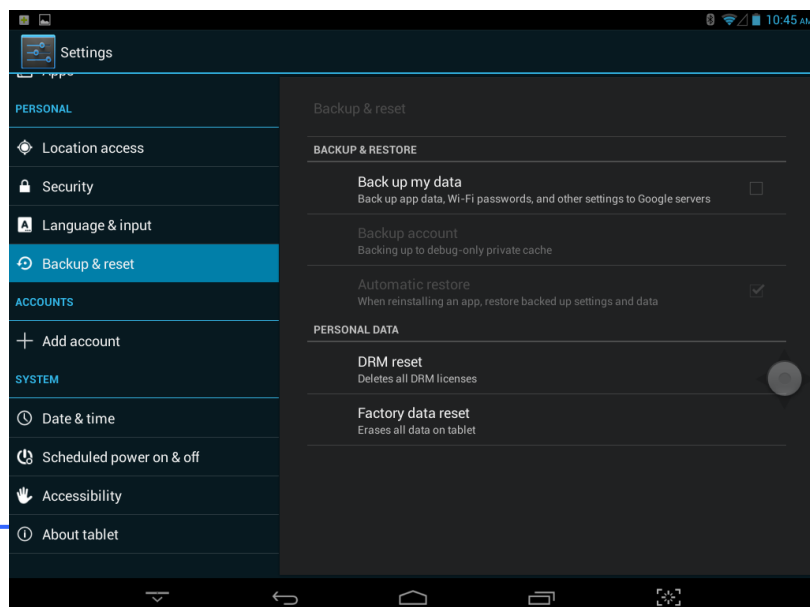 10:45 AM
Settings
Apps
PERSONAL
Location access
Security
Language & input
Backup & reset
ACCOUNTS
Add account
SYSTEM
Date & time
Scheduled power on & off
Accessibility
About tablet
Backup & reset
BACKUP & RESTORE
Back up my data
Back up app data, Wi-Fi passwords, and other settings to Google servers
Backup account
Backing up to debug-only private cache
Automatic restore
When reinstalling an app, restore backed up settings and data
PERSONAL DATA
DRM reset
Deletes all DRM licenses
Factory data reset
Erases all data on tablet